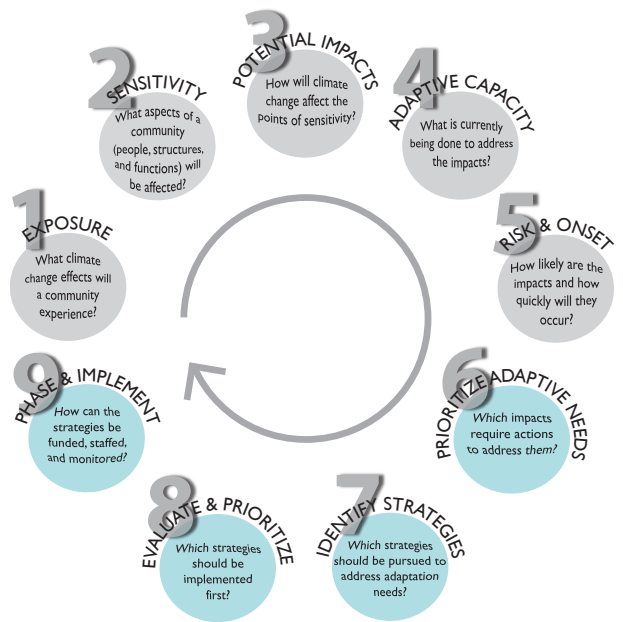 1
EXPOSURE
What climate
change effects will
a community
experience?
2
SENSITIVITY
What aspects of a
community
(people, structures,
and functions) will
be affected?
3
POTENTIAL IMPACTS
How will climate
change affect the
points of sensitivity?
4
ADAPTIVE CAPACITY
What is currently
being done to address
the impacts?
5
RISK & ONSET
How likely are the
impacts and how
quickly will they
occur?
6
PRIORITIZE ADAPTIVE NEEDS
Which impacts
require actions
to address them?
7
IDENTIFY STRATEGIES
Which strategies
should be pursued to
address adaptation
needs?
8
EVALUATE & PRIORITIZE
Which strategies
should be
implemented
first?
9
PHASE & IMPLEMENT
How can the
strategies be
funded, staffed,
and monitored?